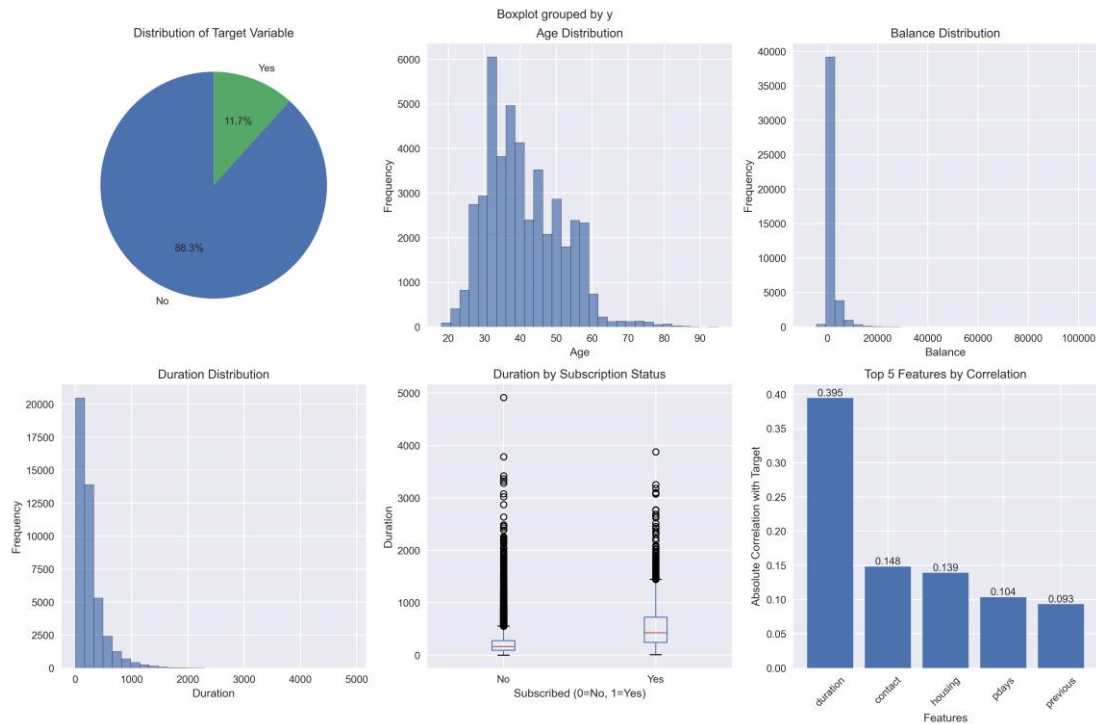 Boxplot grouped by y
Distribution of Target Variable
Yes
11.7%
88.3%
No
Age Distribution
Frequency
6000
5000
4000
3000
2000
1000
0
20 30 40 50 60 70 80 90
Age
Balance Distribution
Frequency
40000
35000
30000
25000
20000
15000
10000
5000
0
0 20000 40000 60000 80000 100000
Balance
Duration Distribution
Frequency
20000
17500
15000
12500
10000
7500
5000
2500
0
0 1000 2000 3000 4000 5000
Duration
Duration by Subscription Status
Duration
5000
4000
3000
2000
1000
0
No Yes
Subscribed (0=No, 1=Yes)
Top 5 Features by Correlation
Absolute Correlation with Target
0.40
0.35
0.30
0.25
0.20
0.15
0.10
0.05
0.00
0.395
0.148
0.139
0.104
0.093
duration
contact
housing
pdays
previous
Features